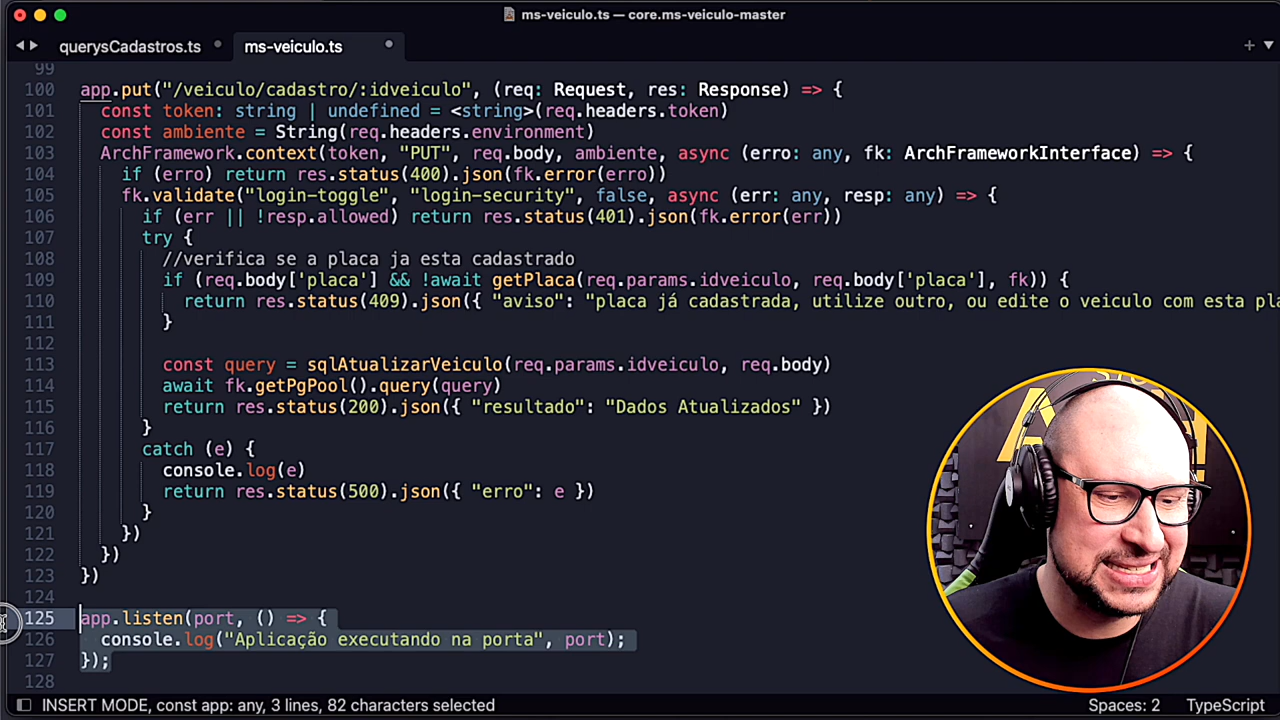 ms-veiculo.ts — core.ms-veiculo-master
querysCadastros.ts
ms-veiculo.ts
99
100 app.put("/veiculo/cadastro/:idveiculo", (req: Request, res: Response) => {
101 const token: string | undefined = <string>(req.headers.token)
102 const ambiente = String(req.headers.environment)
103 ArchFramework.context(token, "PUT", req.body, ambiente, async (erro: any, fk: ArchFrameworkInterface) => {
104 if (erro) return res.status(400).json(fk.error(erro))
105 fk.validate("login-toggle", "login-security", false, async (err: any, resp: any) => {
106 if (err || !resp.allowed) return res.status(401).json(fk.error(err))
107 try {
108 //verifica se a placa ja esta cadastrado
109 if (req.body['placa'] && !await getPlaca(req.params.idveiculo, req.body['placa'], fk)) {
110 return res.status(409).json({ "aviso": "placa já cadastrada, utilize outro, ou edite o veiculo com esta pla
111 }
112
113 const query = sqlAtualizarVeiculo(req.params.idveiculo, req.body)
114 await fk.getPgPool().query(query)
115 return res.status(200).json({ "resultado": "Dados Atualizados" })
116 }
117 catch (e) {
118 console.log(e)
119 return res.status(500).json({ "erro": e })
120 }
121 })
122 })
123 })
124
125 app.listen(port, () => {
126 console.log("Aplicação executando na porta", port);
127 });
128
INSERT MODE, const app: any, 3 lines, 82 characters selected
Spaces: 2
TypeScript